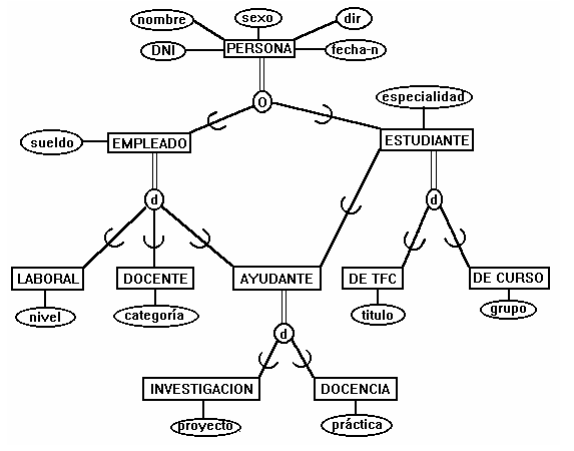 nombre
sexo
dir
DNI
PERSONA
fecha-n
O
especialidad
sueldo
EMPLEADO
ESTUDIANTE
d
d
LABORAL
DOCENTE
AYUDANTE
DE TFC
DE CURSO
nivel
categoría
titulo
grupo
d
INVESTIGACION
DOCENCIA
proyecto
práctica